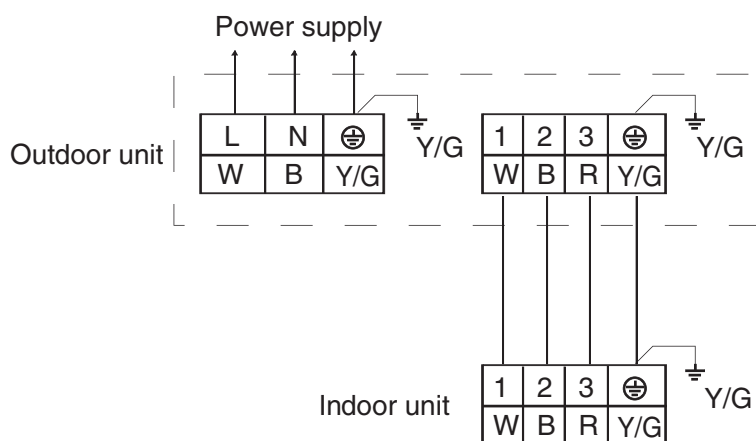 Power supply
L N
Y/G
1 2 3
Y/G
Outdoor unit
W B Y/G
W B R Y/G
1 2 3
Y/G
Indoor unit
W B R Y/G